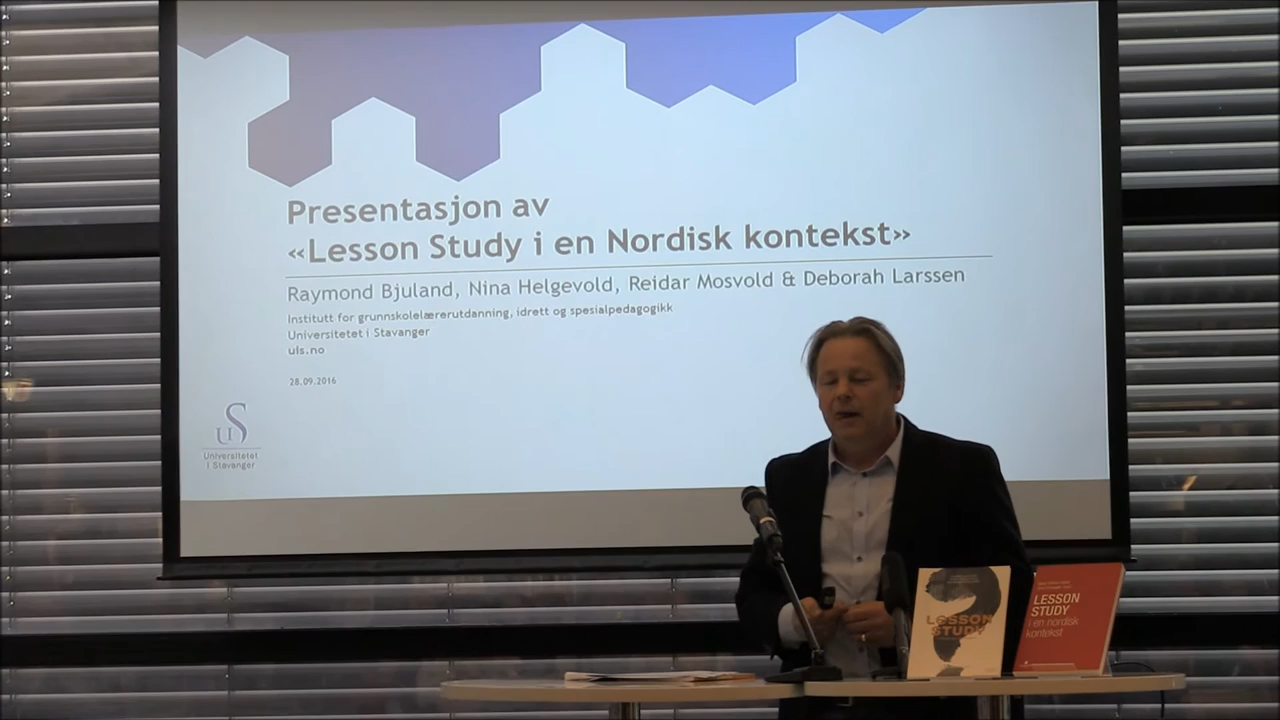 Presentasjon av
«Lesson Study i en Nordisk kontekst»
Raymond Bjuland, Nina Helgevold, Reidar Mosvold & Deborah Larssen
Institutt for grunnskolelærerutdanning, idrett og spesialpedagogikk
Universitetet i Stavanger
uis.no
28.09.2016
uiS
Universitetet
i Stavanger
LESSON
STUDY
LESSON
STUDY
i en nordisk
kontekst